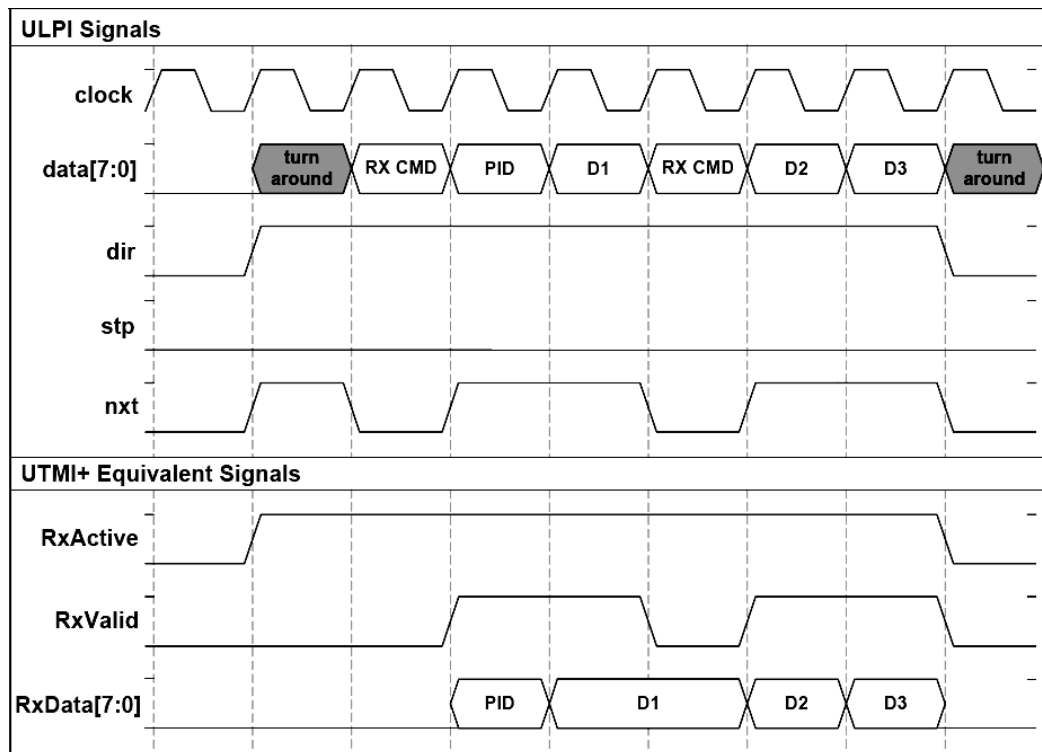 ULPI Signals
clock
data[7:0]
turn
around
RX CMD
PID
D1
RX CMD
D2
D3
turn
around
dir
stp
nxt
UTMI+ Equivalent Signals
RxActive
RxValid
RxData[7:0]
PID
D1
D2
D3